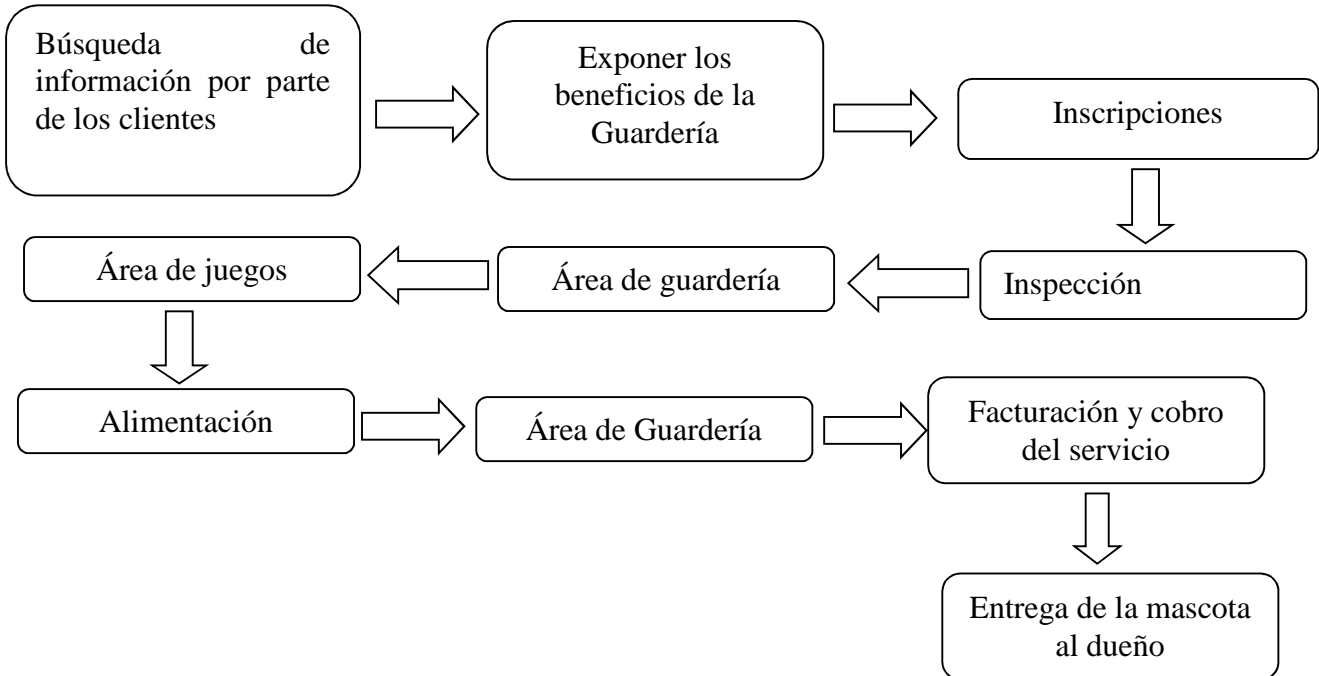 Búsqueda de
información por parte
de los clientes
Exponer los
beneficios de la
Guardería
Inscripciones
Área de juegos
Área de guardería
Inspección
Alimentación
Área de Guardería
Facturación y cobro
del servicio
Entrega de la mascota
al dueño